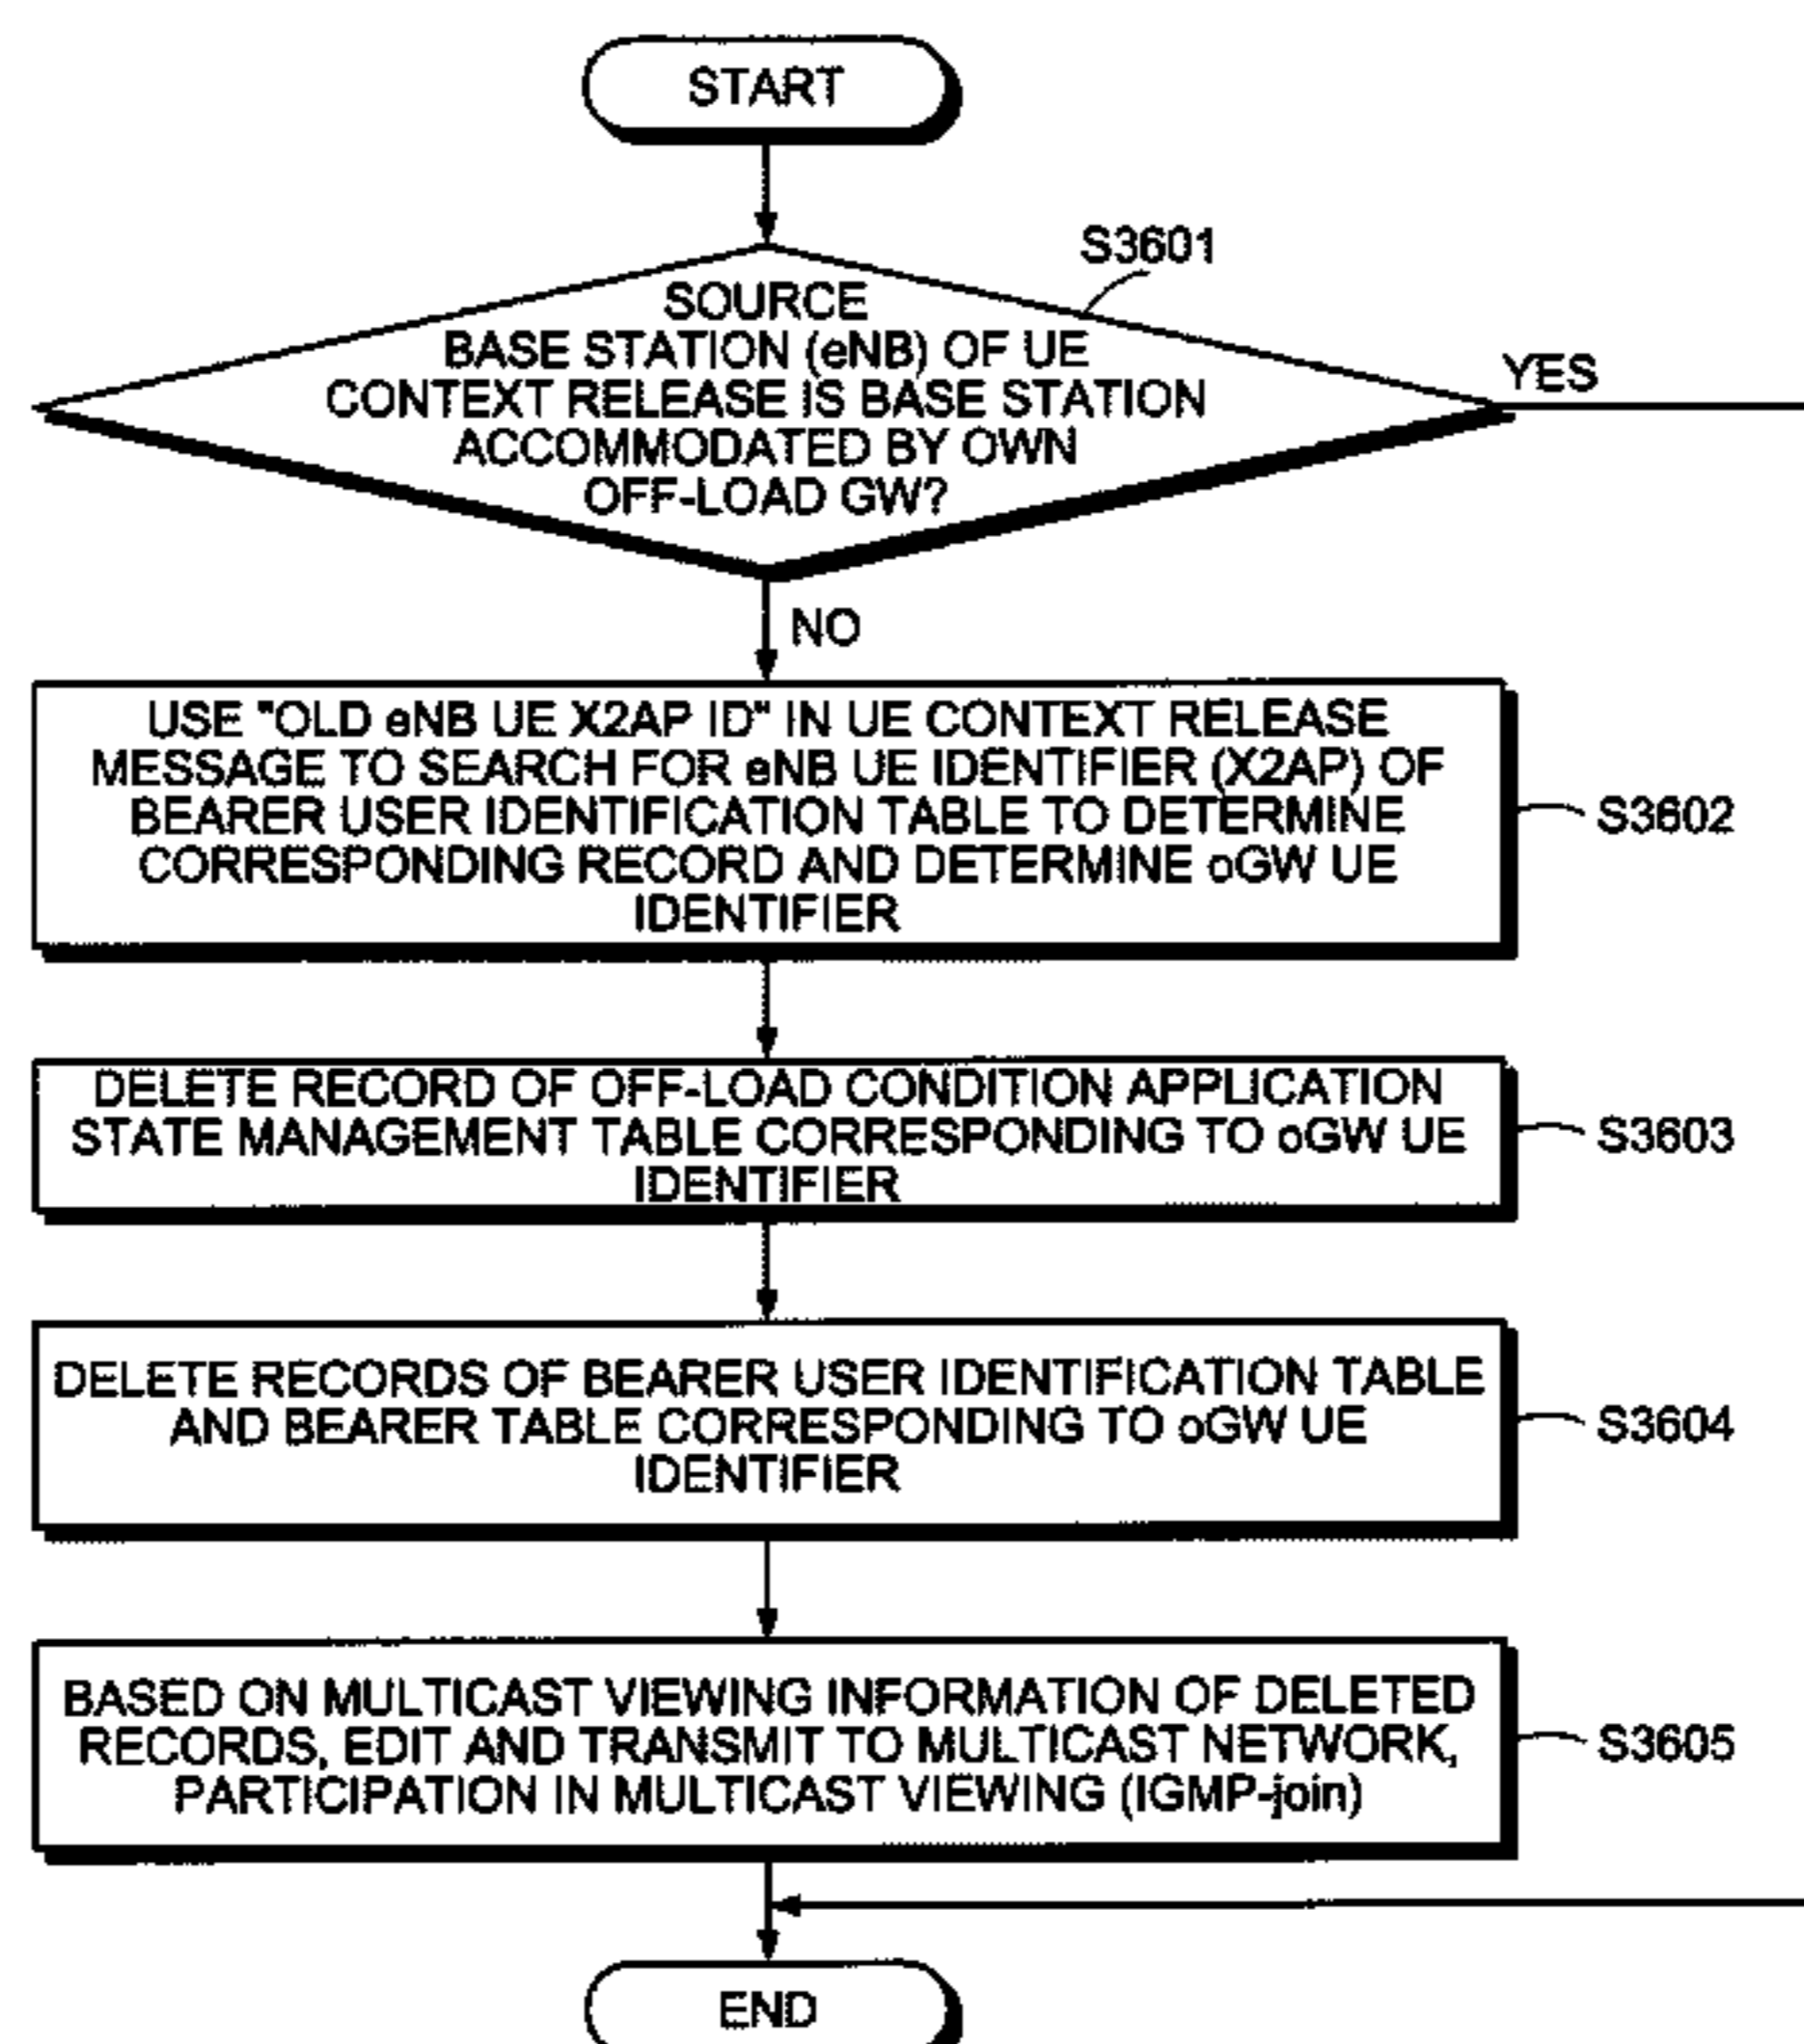 START
S3601
SOURCE
BASE STATION (eNB) OF UE
CONTEXT RELEASE IS BASE STATION
ACCOMMODATED BY OWN
OFF-LOAD GW?
YES
NO
USE "OLD eNB UE X2AP ID" IN UE CONTEXT RELEASE
MESSAGE TO SEARCH FOR eNB UE IDENTIFIER (X2AP) OF
BEARER USER IDENTIFICATION TABLE TO DETERMINE
CORRESPONDING RECORD AND DETERMINE oGW UE
IDENTIFIER
S3602
DELETE RECORD OF OFF-LOAD CONDITION APPLICATION
STATE MANAGEMENT TABLE CORRESPONDING TO oGW UE
IDENTIFIER
S3603
DELETE RECORDS OF BEARER USER IDENTIFICATION TABLE
AND BEARER TABLE CORRESPONDING TO oGW UE
IDENTIFIER
S3604
BASED ON MULTICAST VIEWING INFORMATION OF DELETED
RECORDS, EDIT AND TRANSMIT TO MULTICAST NETWORK,
PARTICIPATION IN MULTICAST VIEWING (IGMP-join)
S3605
END